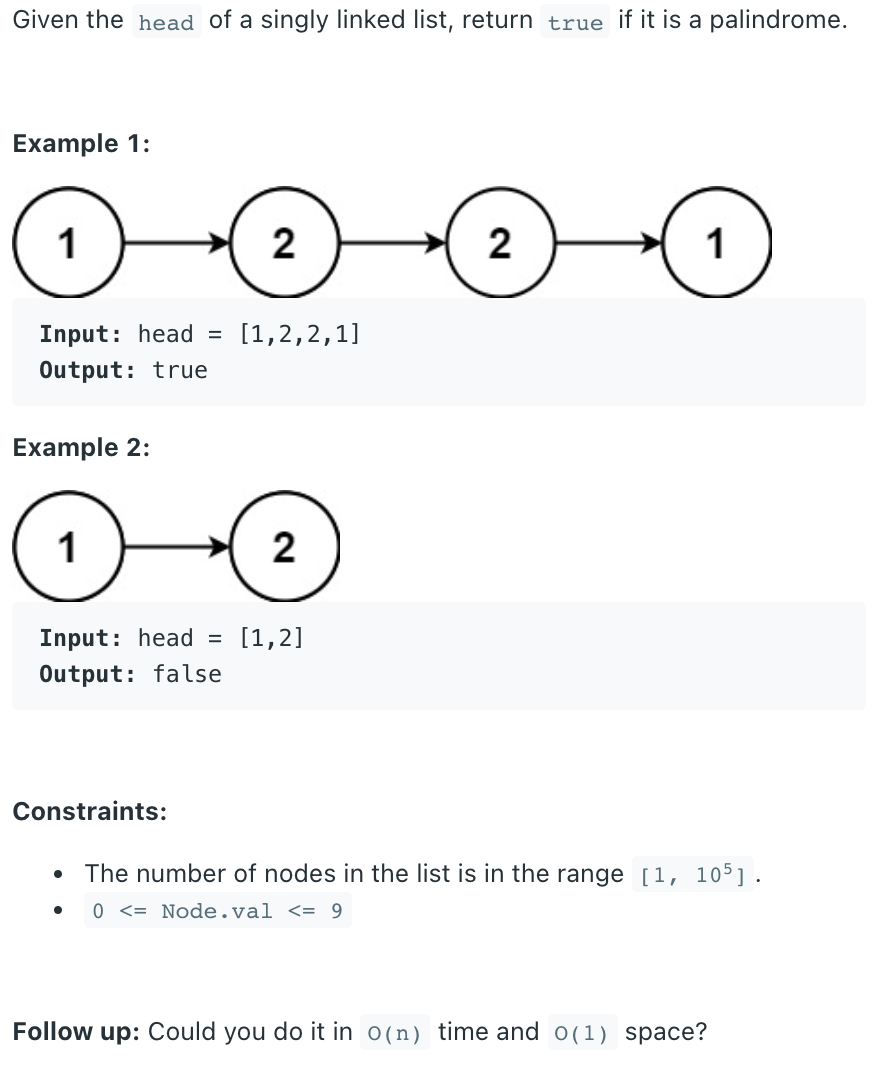 Given the head of a singly linked list, return true if it is a palindrome.
Example 1:
1 2 2 1
Input: head = [1,2,2,1]
Output: true
Example 2:
1 2
Input: head = [1,2]
Output: false
Constraints:
• The number of nodes in the list is in the range [1, 10⁵].
• 0 <= Node.val <= 9
Follow up: Could you do it in O(n) time and O(1) space?